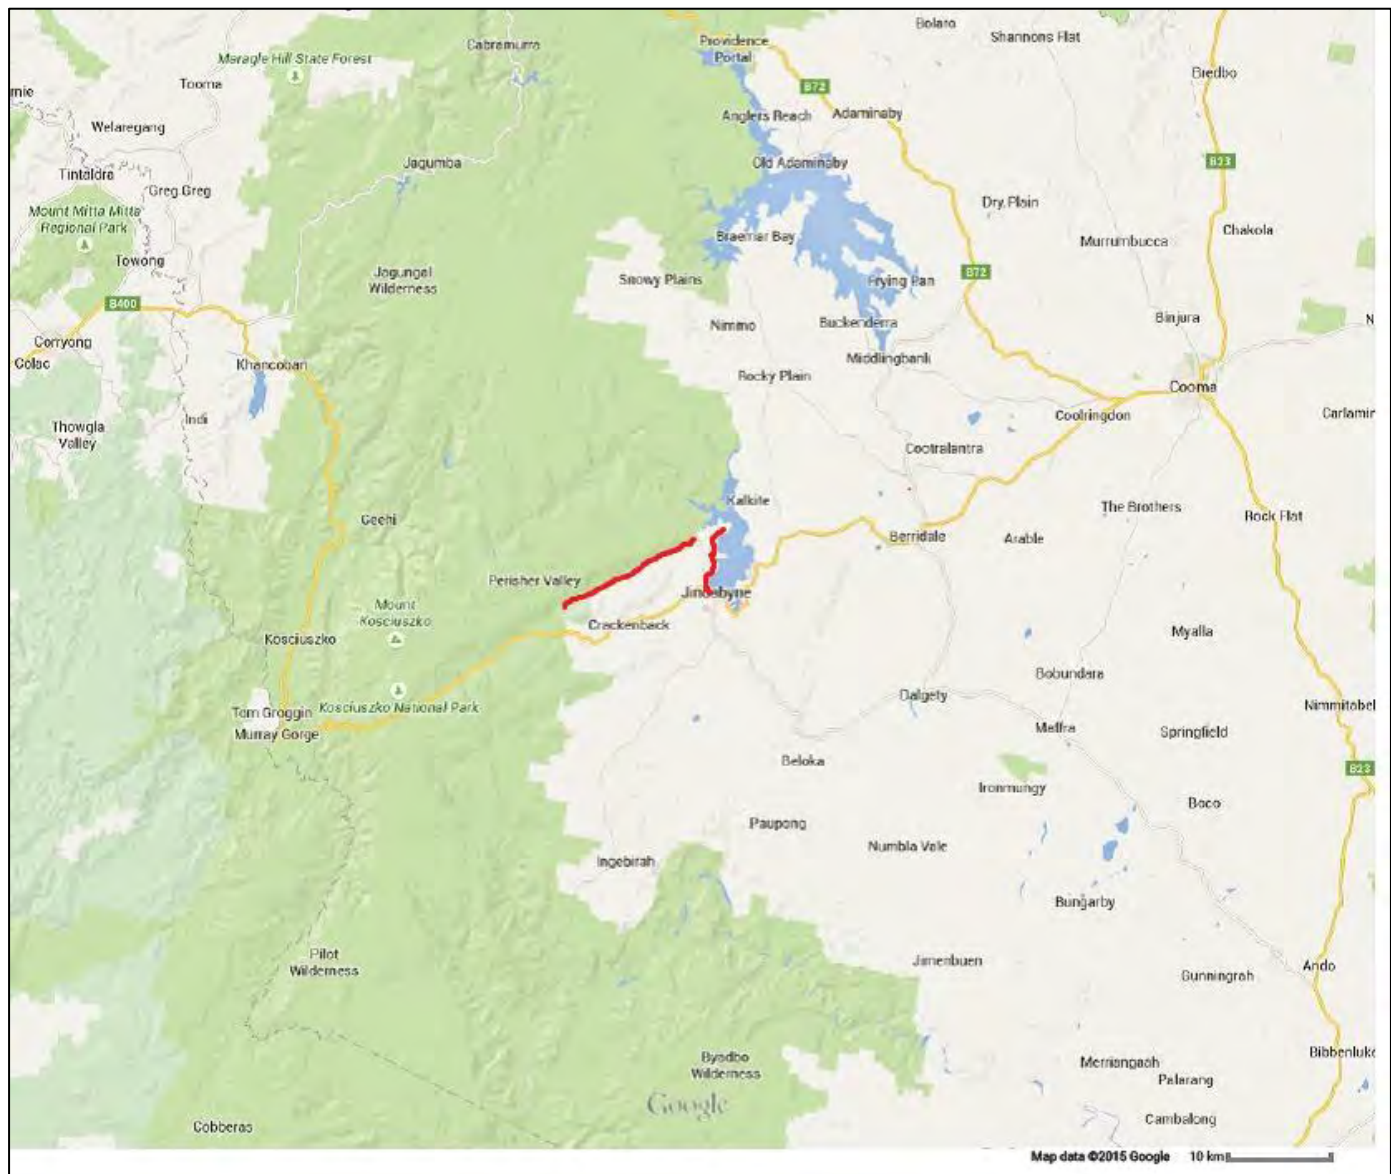 Bolaro
Shannons Flat
Providence
Portal
Cabramurra
Maragle Hill State Forest
Bredbo
Tooma
B72
mie
Anglers Reach
Adaminaby
Welaregang
B23
Jagumba
Old Adaminaby
Tintaldra
Greg Greg
Dry Plain
Mount Mitta Mitta
Regional Park
Chakola
Braemar Bay
Murrumbucca
Towong
B72
Jagungal
Wilderness
Snowy Plains
Frying Pan
B400
Binjura
N
Nimmo
Buckenderra
Corryong
Middlingbank
Colac
Khancoban
Rocky Plain
Cooma
Indi
Coolringdon
Carlamin
Thowgla
Valley
Cootralantra
Kalkite
The Brothers
Rock Flat
Geehi
Berridale
Arable
Perisher Valley
Jindabyne
Mount
Kosciuszko
Crackenback
Myalla
Kosciuszko
Bobundara
Dalgety
Kosciuszko National Park
Nimmitabel
Tom Groggin
Murray Gorge
Maffra
Springfield
Beloka
B23
Ironmungy
Boco
Paupong
Numbla Vale
Ingebirah
Bungarby
Pilot
Wilderness
Jimenbuen
Ando
Gunningrah
Bibbenluke
Byadbo
Wilderness
Merriangaah
Palarang
Google
Cambalong
Cobberas
Map data ©2015 Google
10 km